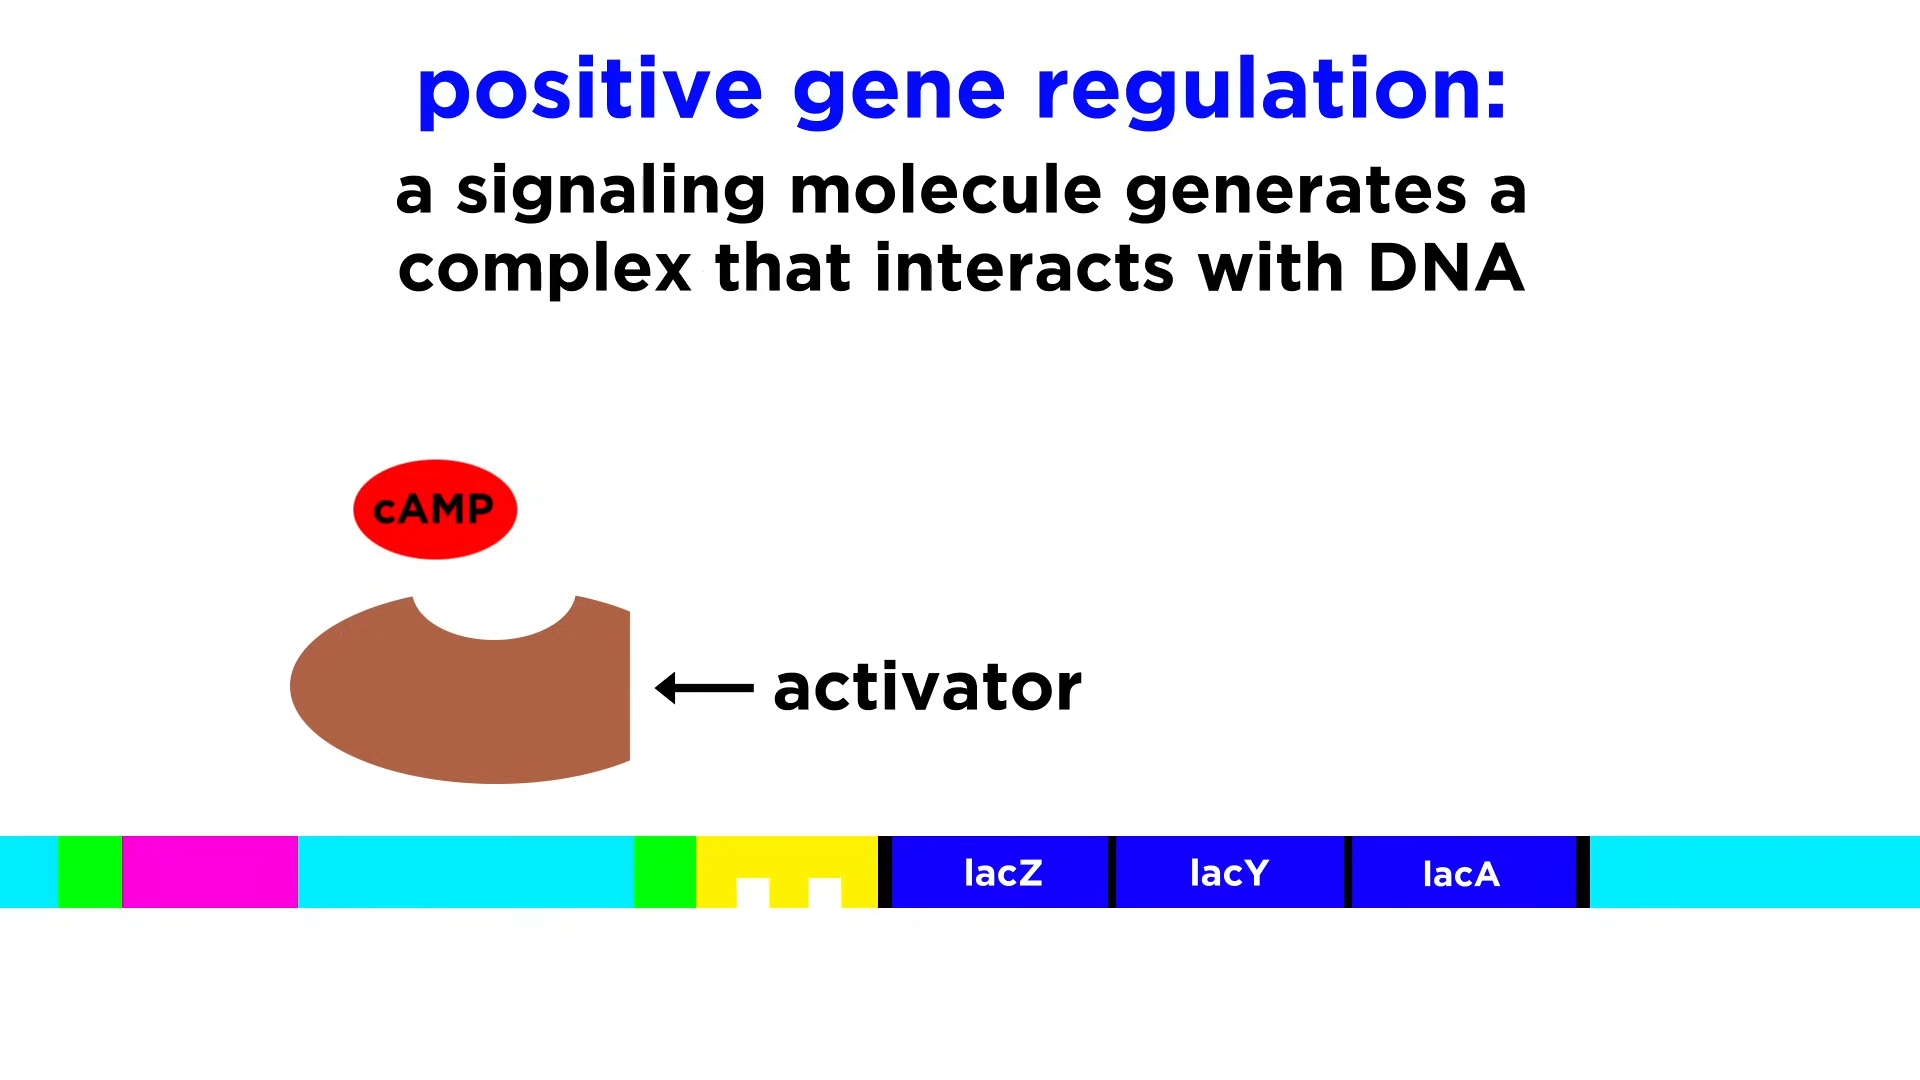 positive gene regulation:
a signaling molecule generates a
complex that interacts with DNA
cAMP
activator
lacZ
lacY
lacA